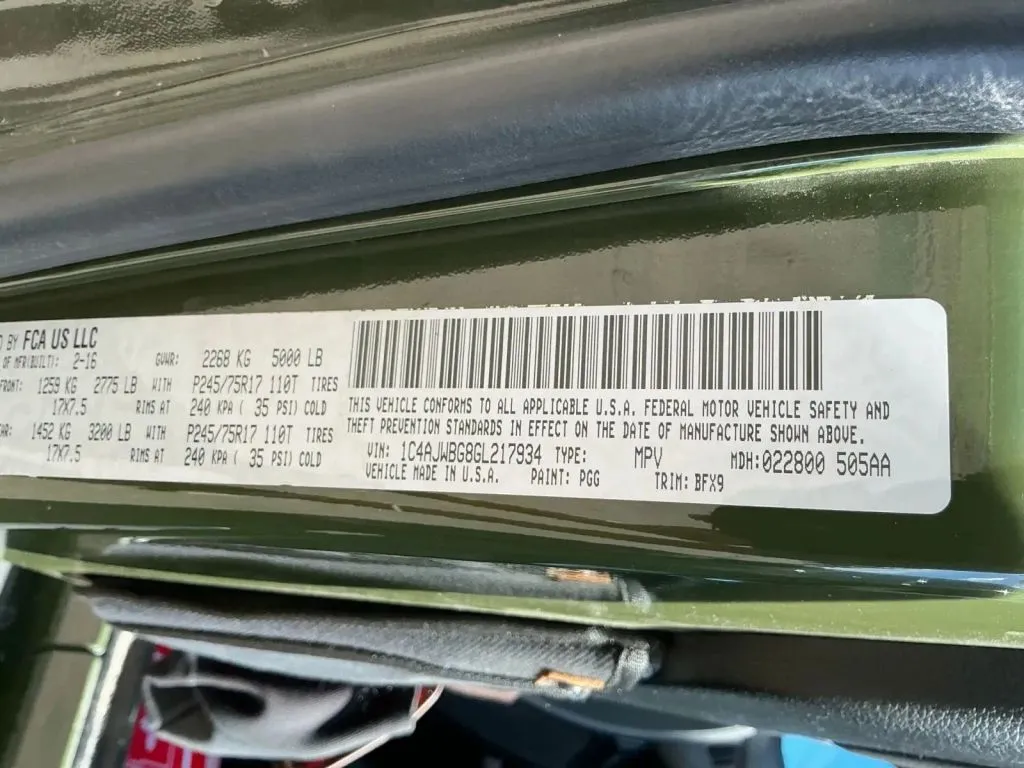 D BY FCA US LLC
OF MFR(BUILT): 2-16 GVWR: 2268 KG 5000 LB
FRONT: 1259 KG 2775 LB WITH P245/75R17 110T TIRES
17X7.5 RIMS AT 240 KPA ( 35 PSI) COLD
EAR: 1452 KG 3200 LB WITH P245/75R17 110T TIRES
17X7.5 RIMS AT 240 KPA ( 35 PSI) COLD
THIS VEHICLE CONFORMS TO ALL APPLICABLE U.S.A. FEDERAL MOTOR VEHICLE SAFETY AND
THEFT PREVENTION STANDARDS IN EFFECT ON THE DATE OF MANUFACTURE SHOWN ABOVE.
VIN: 1C4AJWBG8GL217934 TYPE: MPV MDH:022800 505AA
VEHICLE MADE IN U.S.A. PAINT: PGG TRIM: BFX9